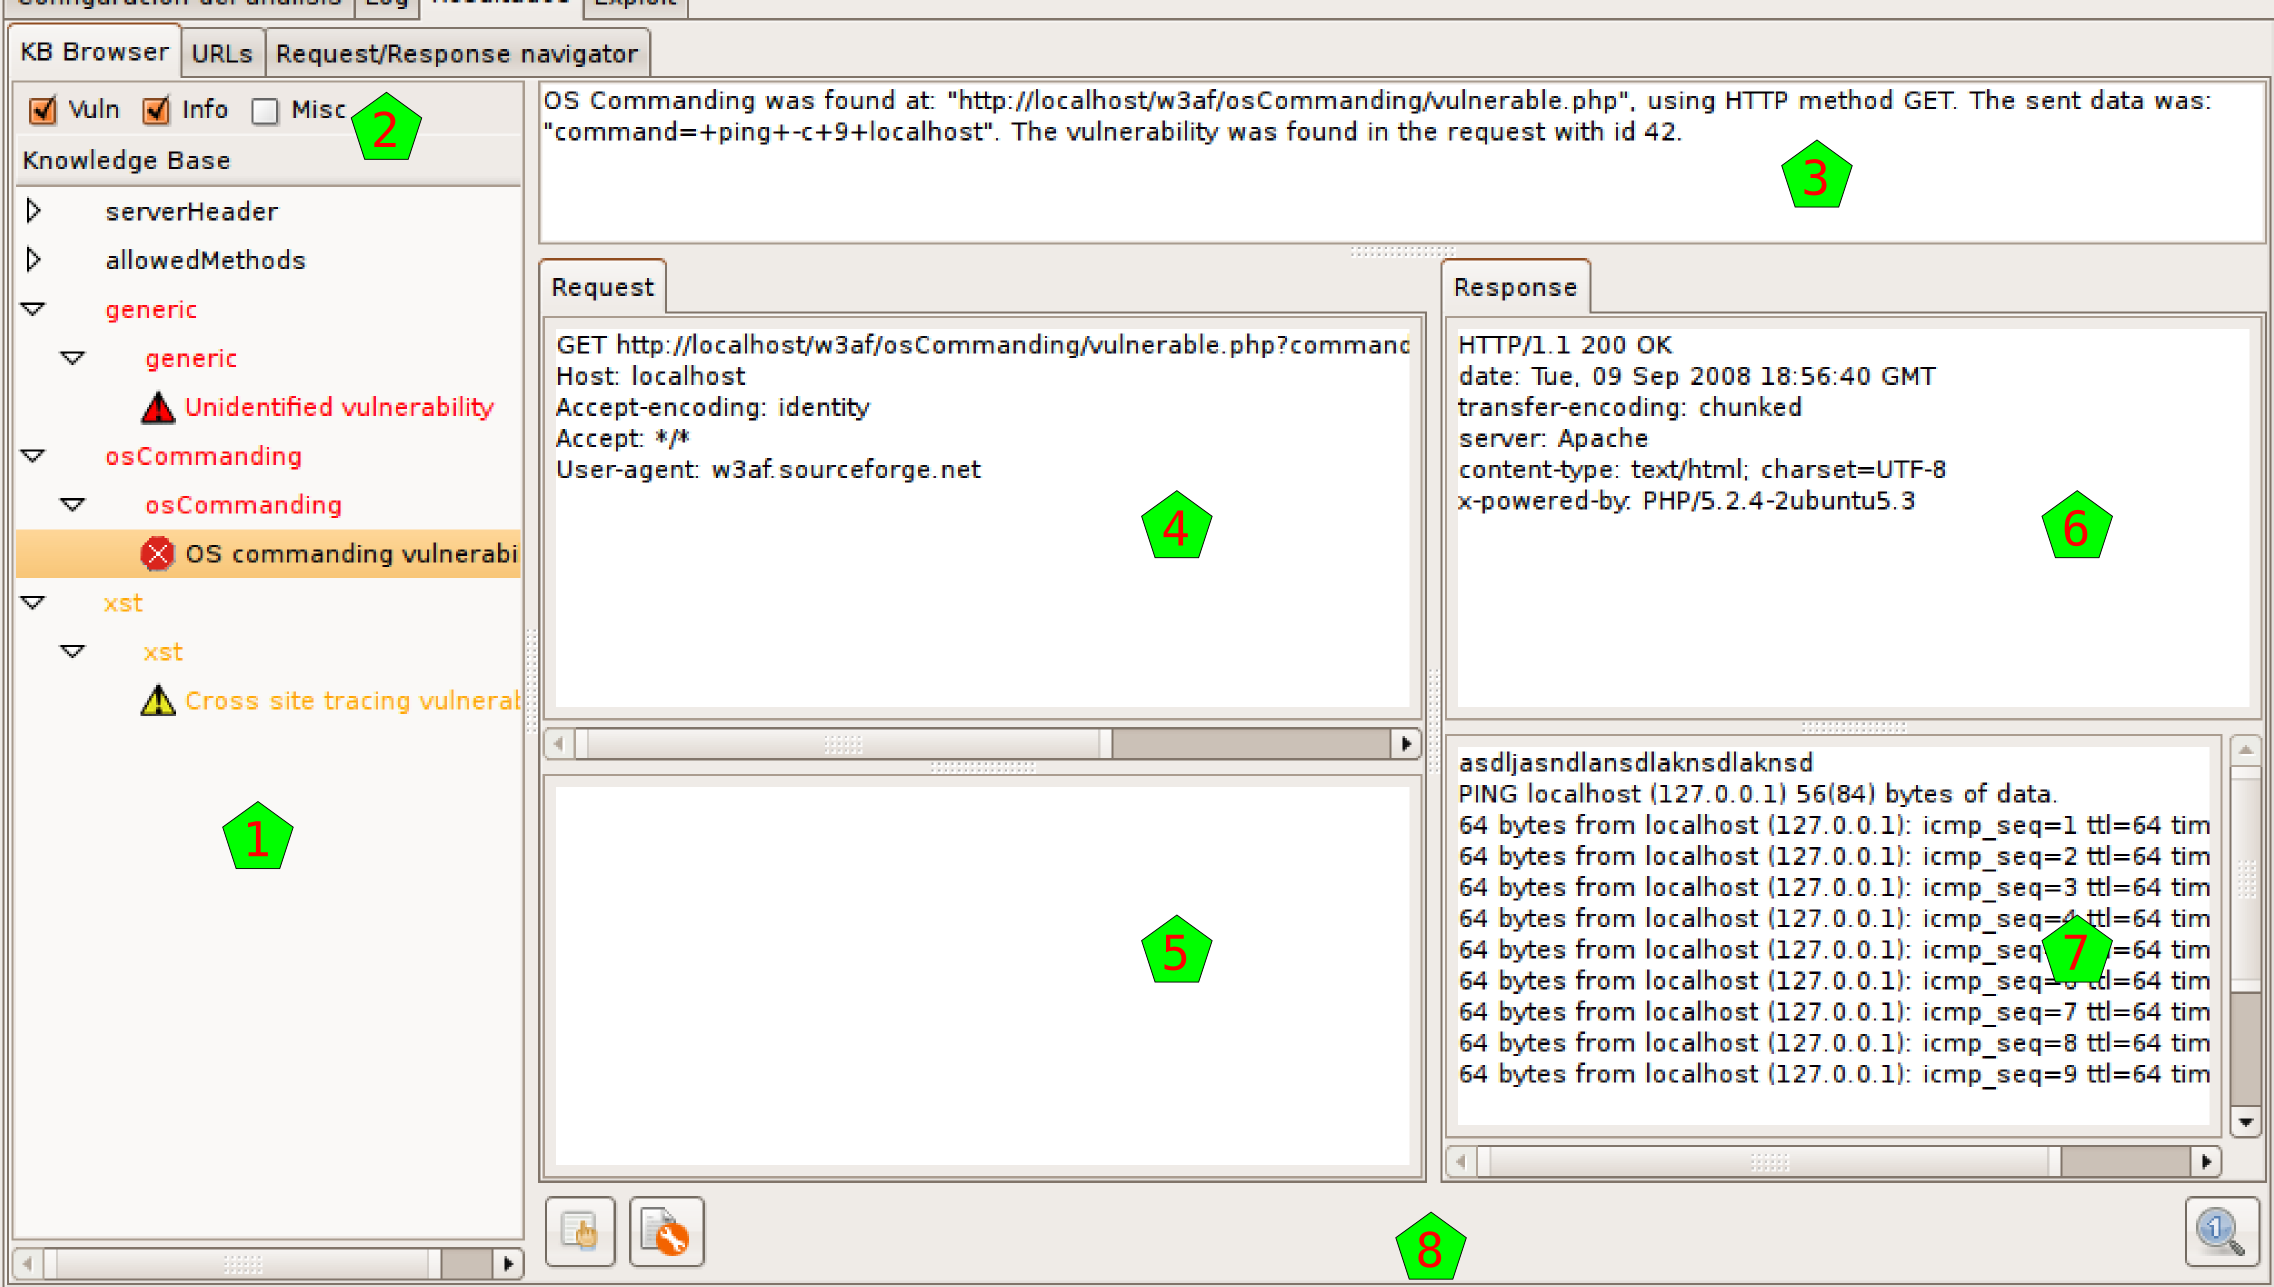 Configuración del análisis Log Resultados Exploit
KB Browser URLs Request/Response navigator
Vuln Info Misc
2
Knowledge Base
serverHeader
allowedMethods
generic
generic
Unidentified vulnerability
osCommanding
osCommanding
OS commanding vulnerabi
xst
xst
Cross site tracing vulnerab
1
OS Commanding was found at: "http://localhost/w3af/osCommanding/vulnerable.php", using HTTP method GET. The sent data was:
"command=+ping+-c+9+localhost". The vulnerability was found in the request with id 42.
3
Request
GET http://localhost/w3af/osCommanding/vulnerable.php?command
Host: localhost
Accept-encoding: identity
Accept: */*
User-agent: w3af.sourceforge.net
4
5
Response
HTTP/1.1 200 OK
date: Tue, 09 Sep 2008 18:56:40 GMT
transfer-encoding: chunked
server: Apache
content-type: text/html; charset=UTF-8
x-powered-by: PHP/5.2.4-2ubuntu5.3
6
asdljasndlansdlaknsdlaknsd
PING localhost (127.0.0.1) 56(84) bytes of data.
64 bytes from localhost (127.0.0.1): icmp_seq=1 ttl=64 tim
64 bytes from localhost (127.0.0.1): icmp_seq=2 ttl=64 tim
64 bytes from localhost (127.0.0.1): icmp_seq=3 ttl=64 tim
64 bytes from localhost (127.0.0.1): icmp_seq=4 ttl=64 tim
64 bytes from localhost (127.0.0.1): icmp_seq =64 tim
64 bytes from localhost (127.0.0.1): icmp_seq=6 ttl=64 tim
64 bytes from localhost (127.0.0.1): icmp_seq=7 ttl=64 tim
64 bytes from localhost (127.0.0.1): icmp_seq=8 ttl=64 tim
64 bytes from localhost (127.0.0.1): icmp_seq=9 ttl=64 tim
7
8
1